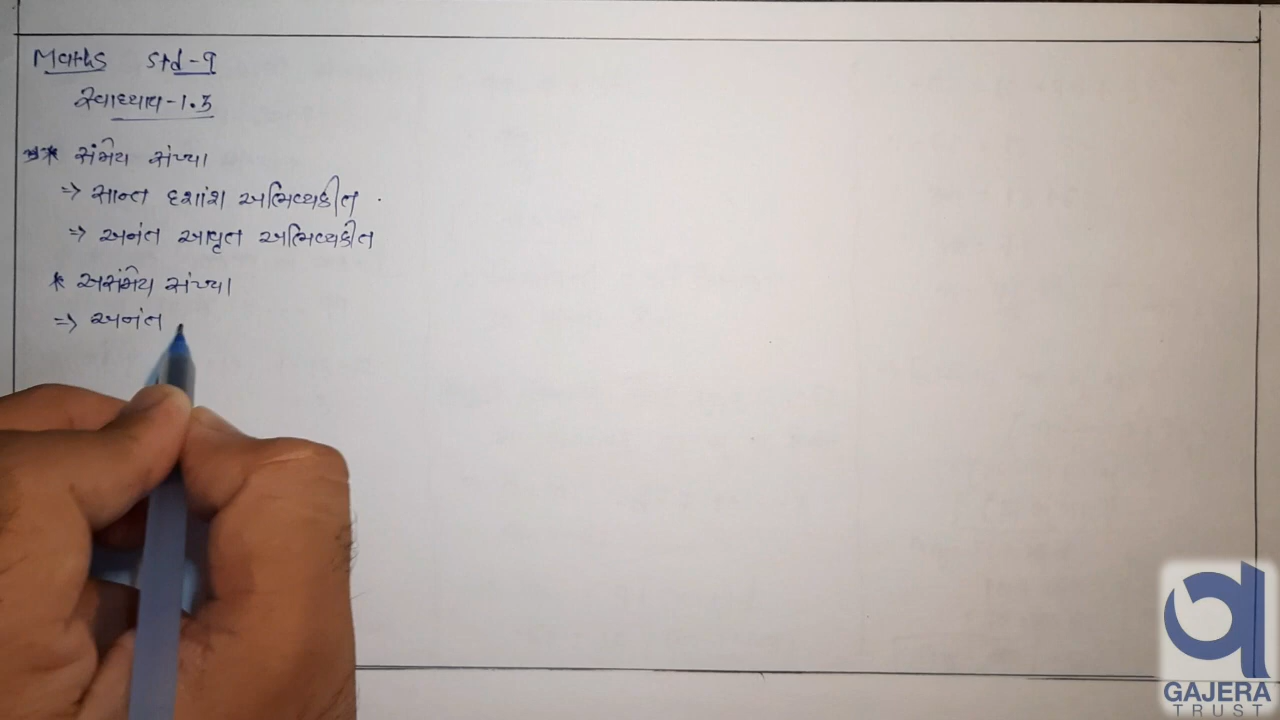 Maths Std-9
સ્વાધ્યાય-1.3
* સંમેય સંખ્યા
=> સાન્ત દશાંશ અભિવ્યકીત .
=> અનંત આવૃત અભિવ્યકીત
* અસંમેય સંખ્યા
=> અનંત
GAJERA
TRUST